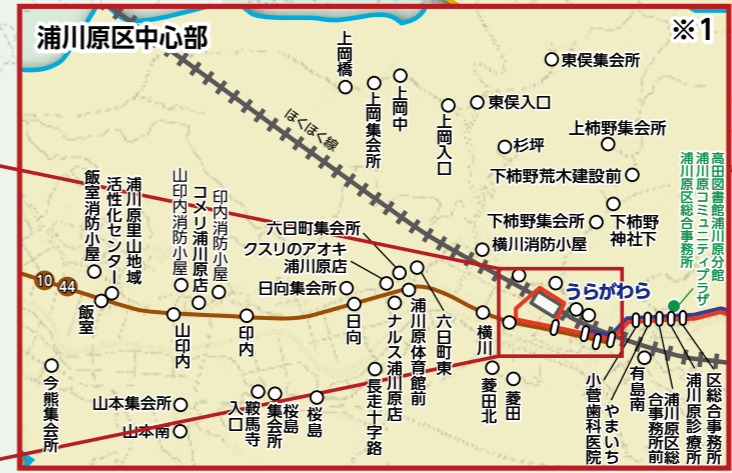 浦川原区中心部
※1
上岡橋
上岡集会所
上岡中
上岡入口
東俣集会所
東俣入口
杉坪
上柿野集会所
下柿野荒木建設前
下柿野集会所
下柿野
神社下
横川消防小屋
高田図書館浦川原分館
浦川原コミュニティプラザ
浦川原区総合事務所
ほくほく線
飯室消防小屋
浦川原里山地域
活性化センター
山印内消防小屋
コメリ浦川原店
印内消防小屋
六日町集会所
クスリのアオキ
浦川原店
日向集会所
うらがわら
10
44
飯室
山印内
印内
日向
ナルス浦川原店
浦川原体育館前
六日町東
横川
今熊集会所
山本集会所
山本南
鞍馬寺
入口
桜島
集会所
桜島
長走十字路
菱田北
菱田
小菅歯科医院
やまいち
有島南
浦川原区総
合事務所前
浦川原診療所
区総合事務所